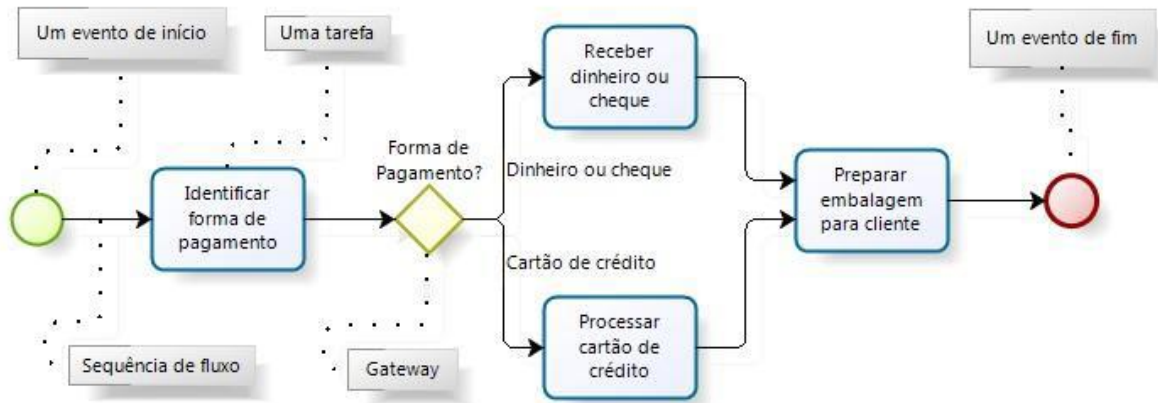 Um evento de início
Uma tarefa
Receber
dinheiro ou
cheque
Um evento de fim
Identificar
forma de
pagamento
Forma de
Pagamento?
Dinheiro ou cheque
Preparar
embalagem
para cliente
Cartão de crédito
Processar
cartão de
crédito
Sequência de fluxo
Gateway